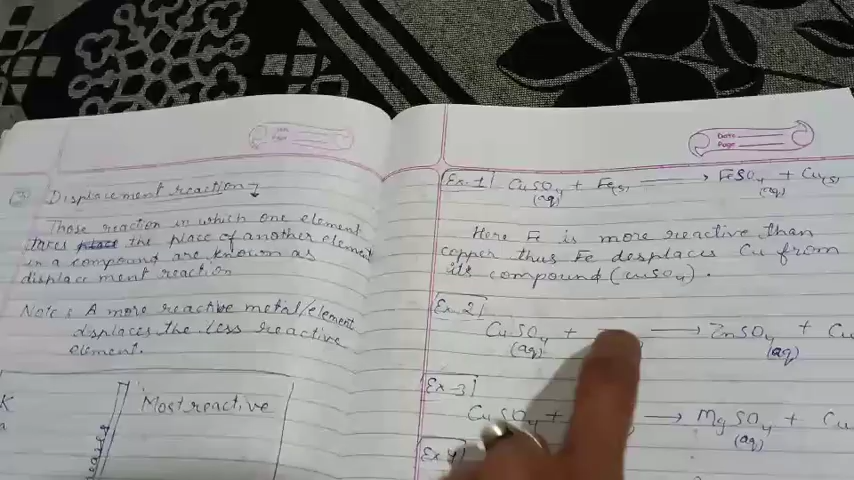 Date
Page
Displacement reaction
Those reaction in which one element
takes place the place of another element
in a compound are known as
displacement reaction
Note: A more reactive metal/element
displaces the less reactive
element.
K
a
Most reactive
Date
Page
Ex.1 CuSO4 + Fe(s) → FeSO4 + Cu(s)
(aq) (aq)
Here Fe is more reactive than
copper thus Fe desplaces Cu from
its compound (CuSO4).
Ex-2
CuSO4 + → ZnSO4 + Cu
(aq) (aq)
Ex-3
CuSO4 + → MgSO4 + Cu
(aq)
Ex-4